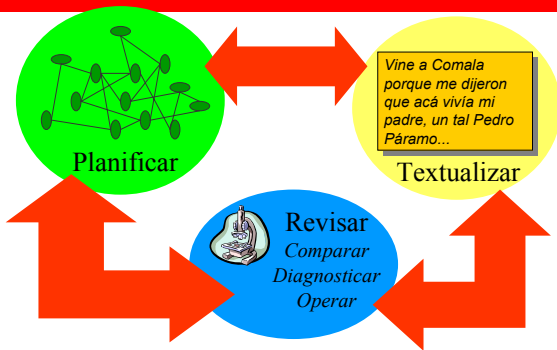 Planificar
Vine a Comala
porque me dijeron
que acá vivía mi
padre, un tal Pedro
Páramo...
Textualizar
Revisar
Comparar
Diagnosticar
Operar